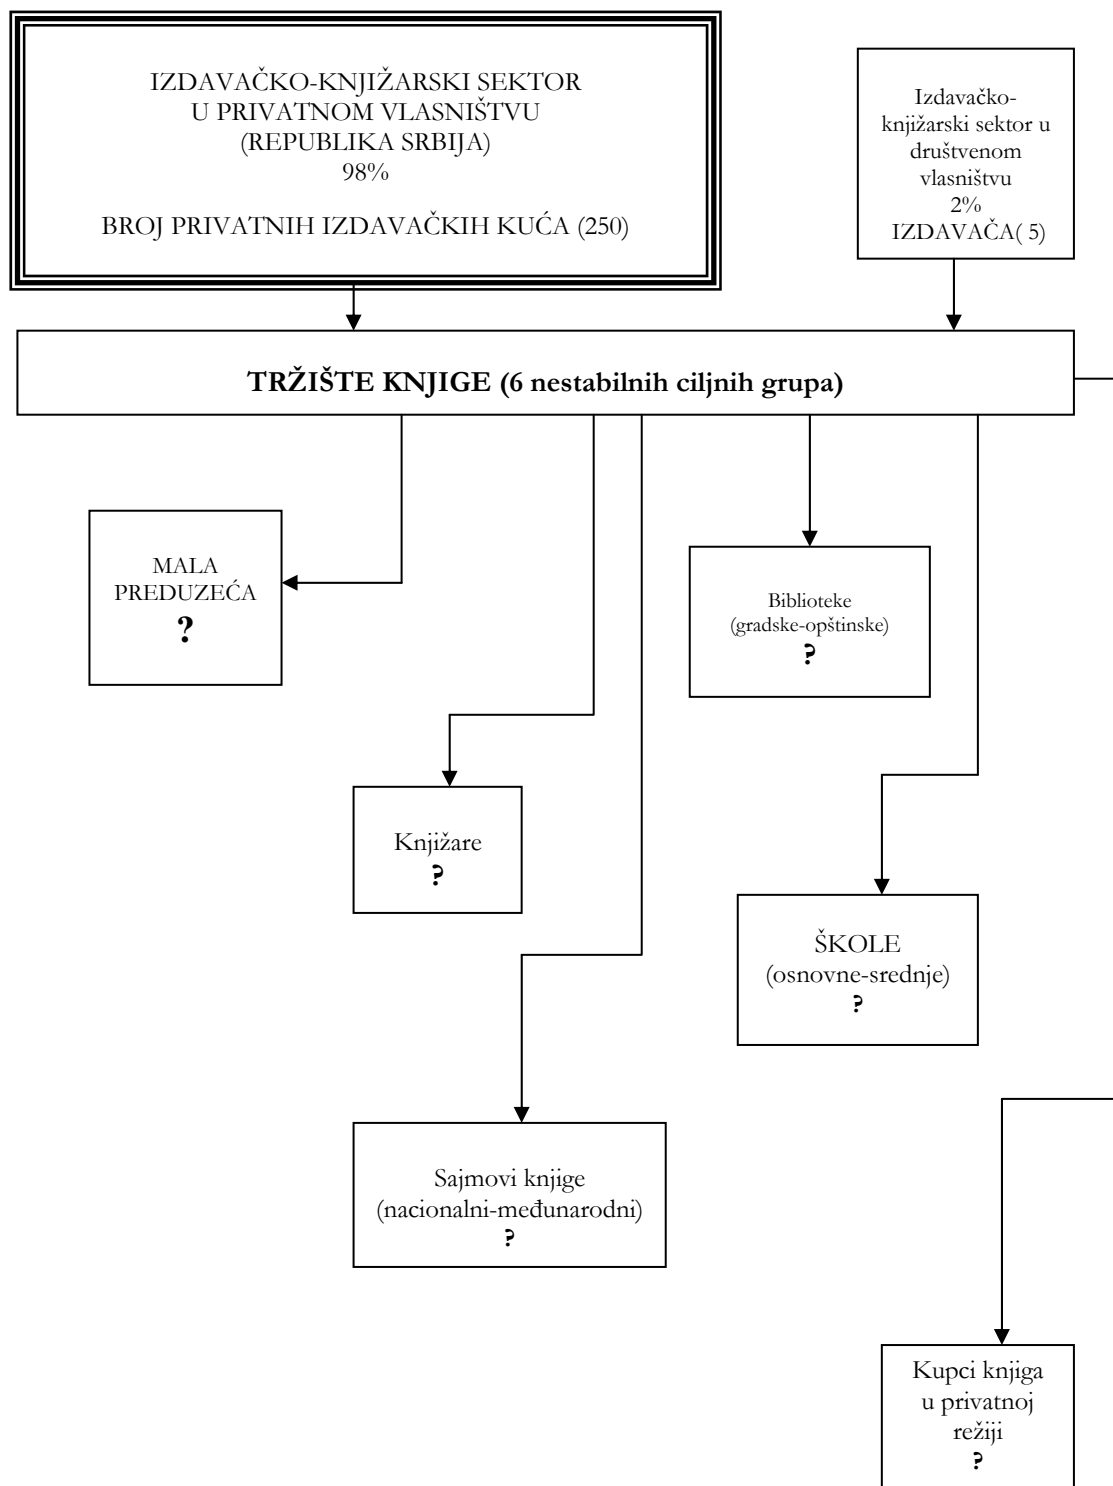 IZDAVAČKO-KNJIŽARSKI SEKTOR
U PRIVATNOM VLASNIŠTVU
(REPUBLIKA SRBIJA)
98%
BROJ PRIVATNIH IZDAVAČKIH KUĆA (250)
Izdavačko-
knjižarski sektor u
društvenom
vlasništvu
2%
IZDAVAČA( 5)
TRŽIŠTE KNJIGE (6 nestabilnih ciljnih grupa)
MALA
PREDUZEĆA
?
Biblioteke
(gradske-opštinske)
?
Knjižare
?
ŠKOLE
(osnovne-srednje)
?
Sajmovi knjige
(nacionalni-međunarodni)
?
Kupci knjiga
u privatnoj
režiji
?